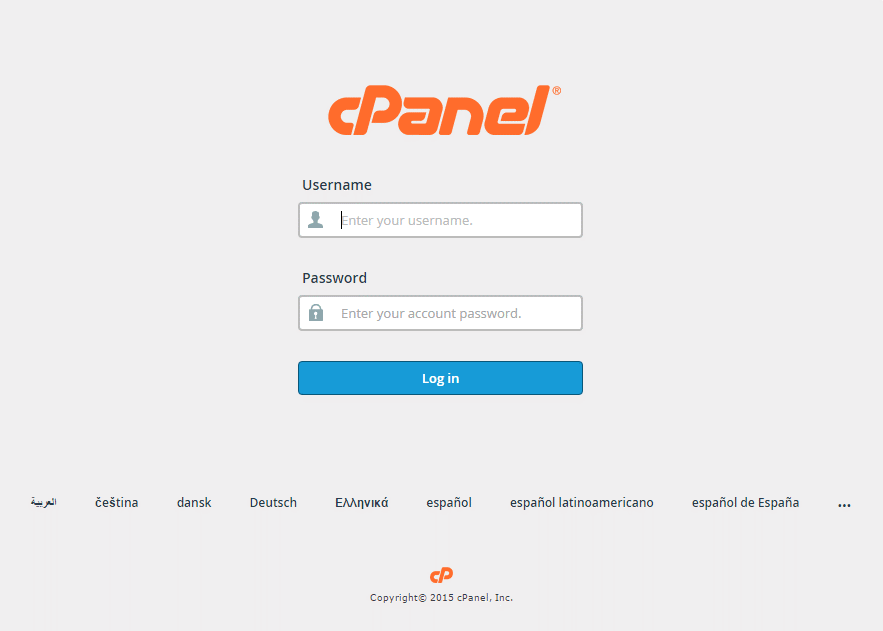 cPanel®
Username
Enter your username.
Password
Enter your account password.
Log in
العربية čeština dansk Deutsch Ελληνικά español español latinoamericano español de España ...
cP
Copyright© 2015 cPanel, Inc.